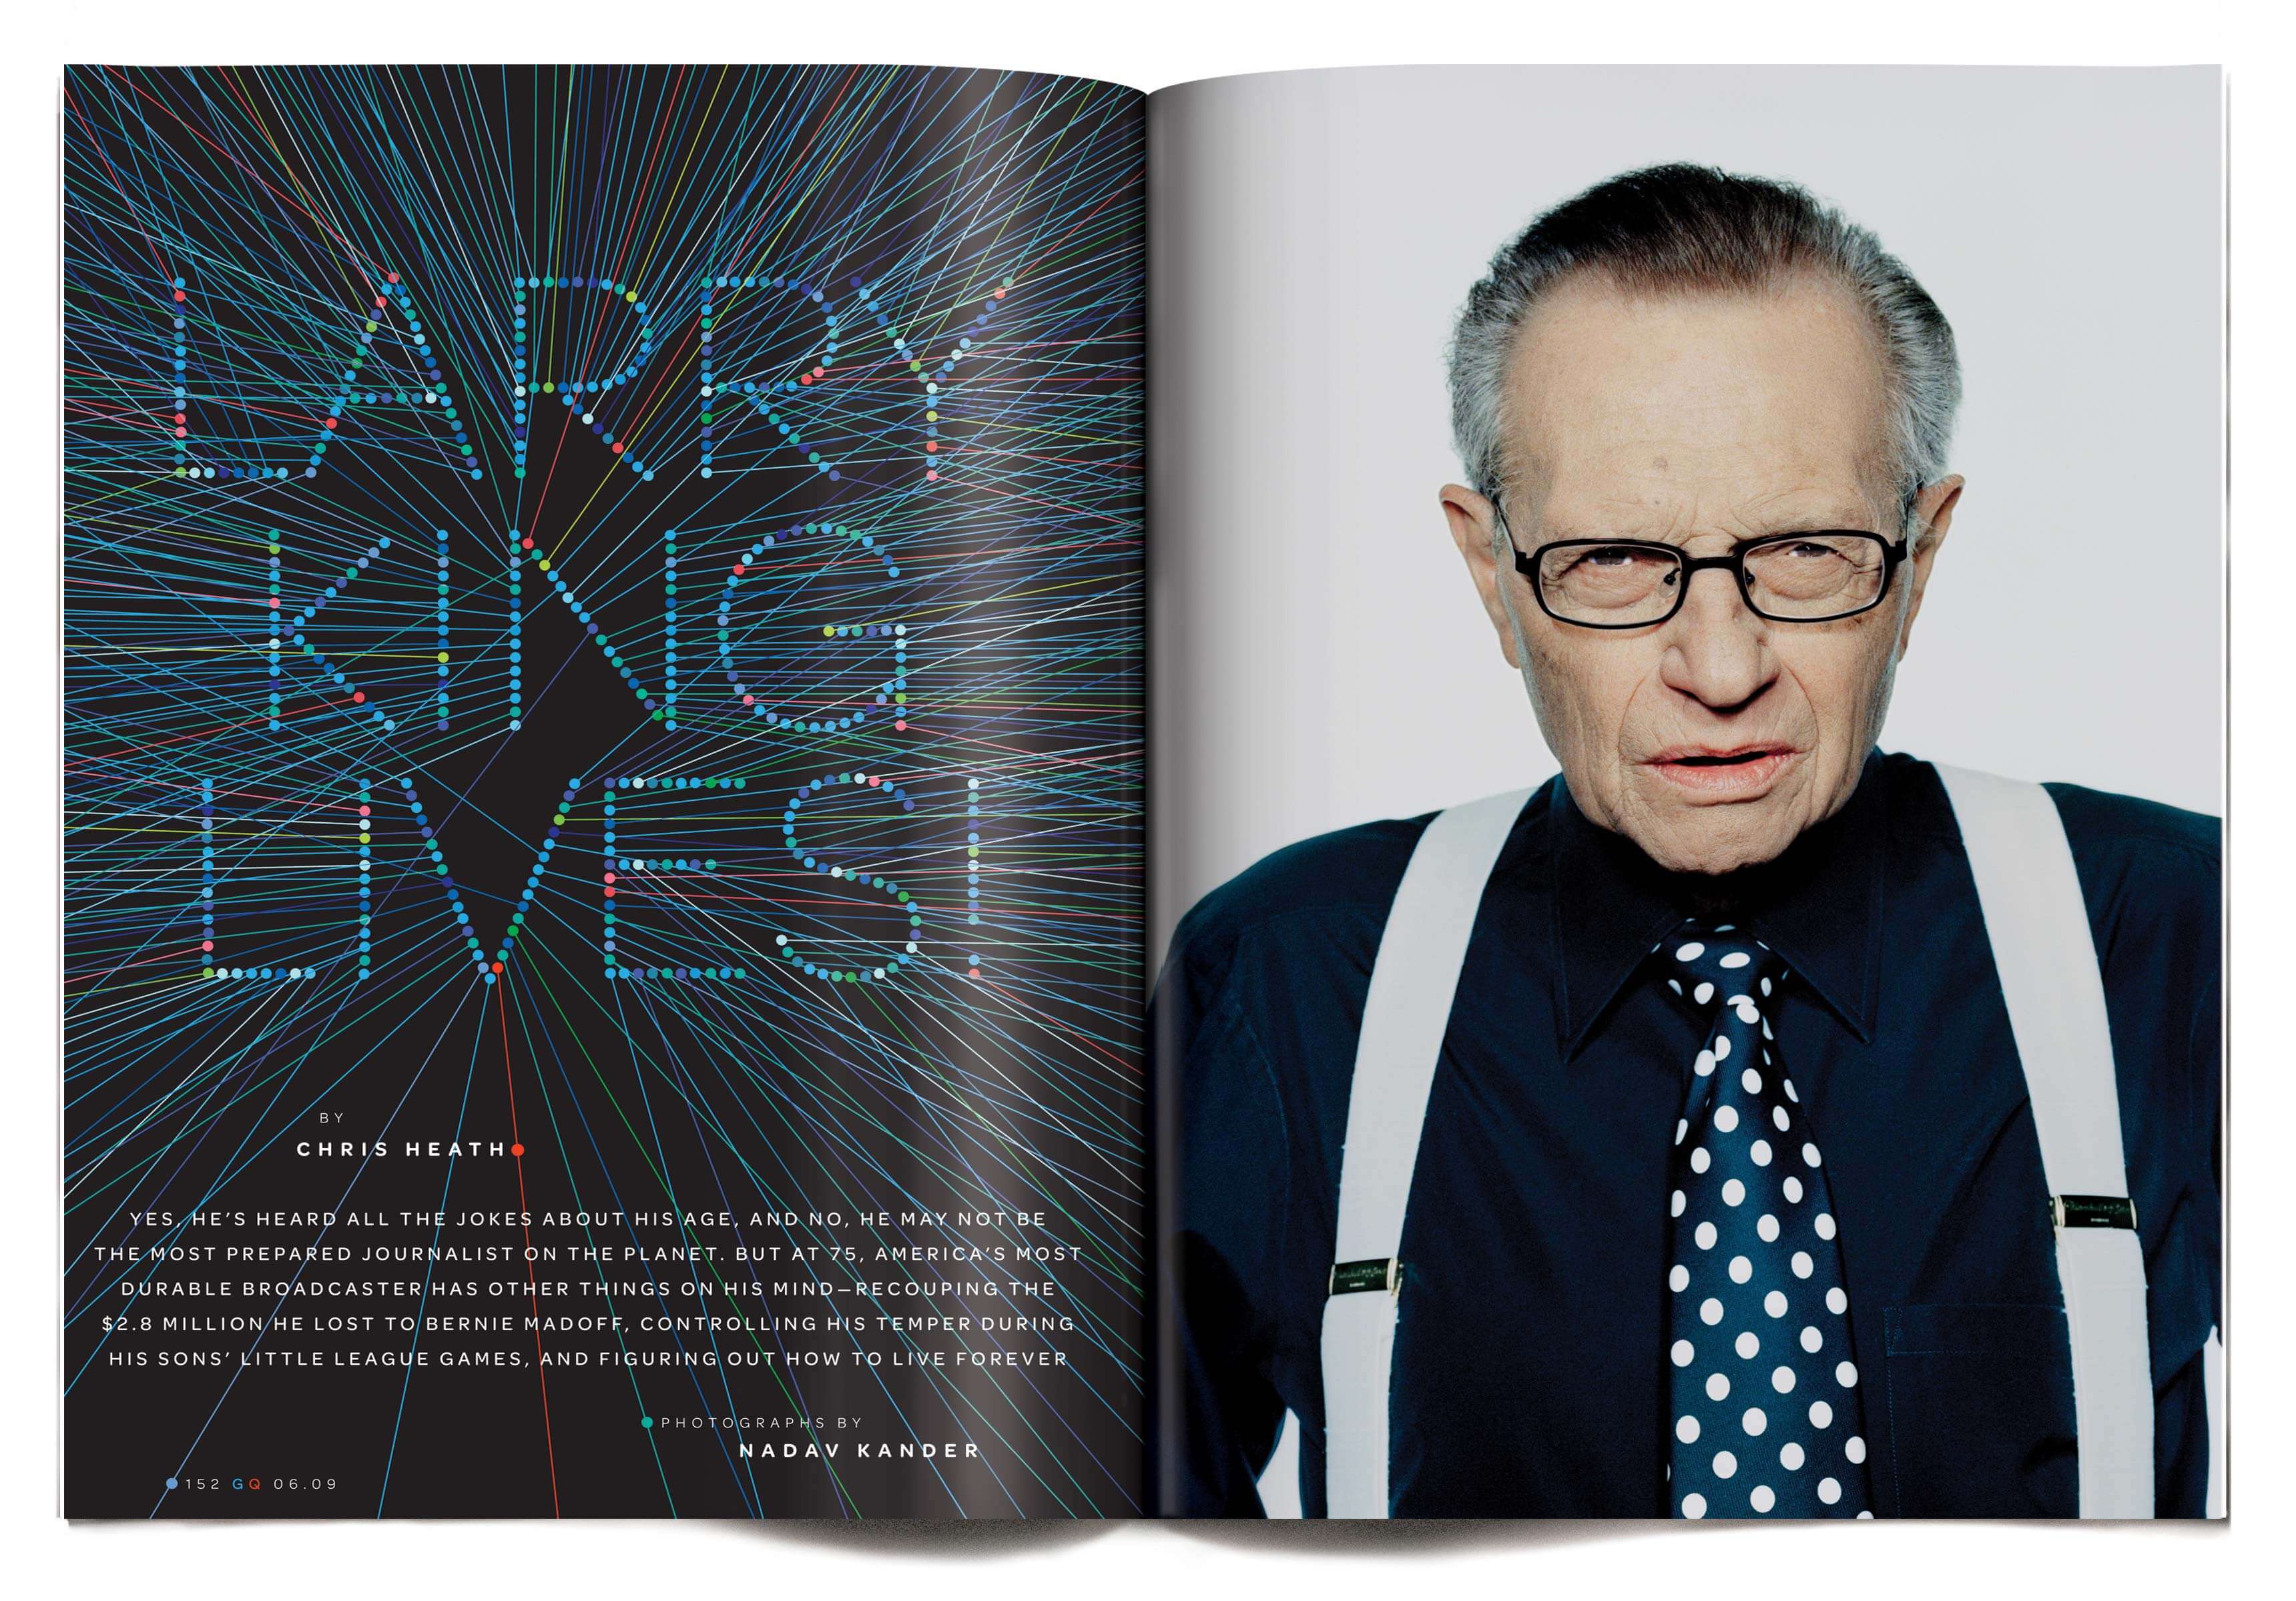 LARRY
KING
LIVES!
BY
CHRIS HEATH
YES, HE'S HEARD ALL THE JOKES ABOUT HIS AGE, AND NO, HE MAY NOT BE
THE MOST PREPARED JOURNALIST ON THE PLANET. BUT AT 75, AMERICA'S MOST
DURABLE BROADCASTER HAS OTHER THINGS ON HIS MIND—RECOUPING THE
$2.8 MILLION HE LOST TO BERNIE MADOFF, CONTROLLING HIS TEMPER DURING
HIS SONS' LITTLE LEAGUE GAMES, AND FIGURING OUT HOW TO LIVE FOREVER
PHOTOGRAPHS BY
NADAV KANDER
152 GQ 06.09